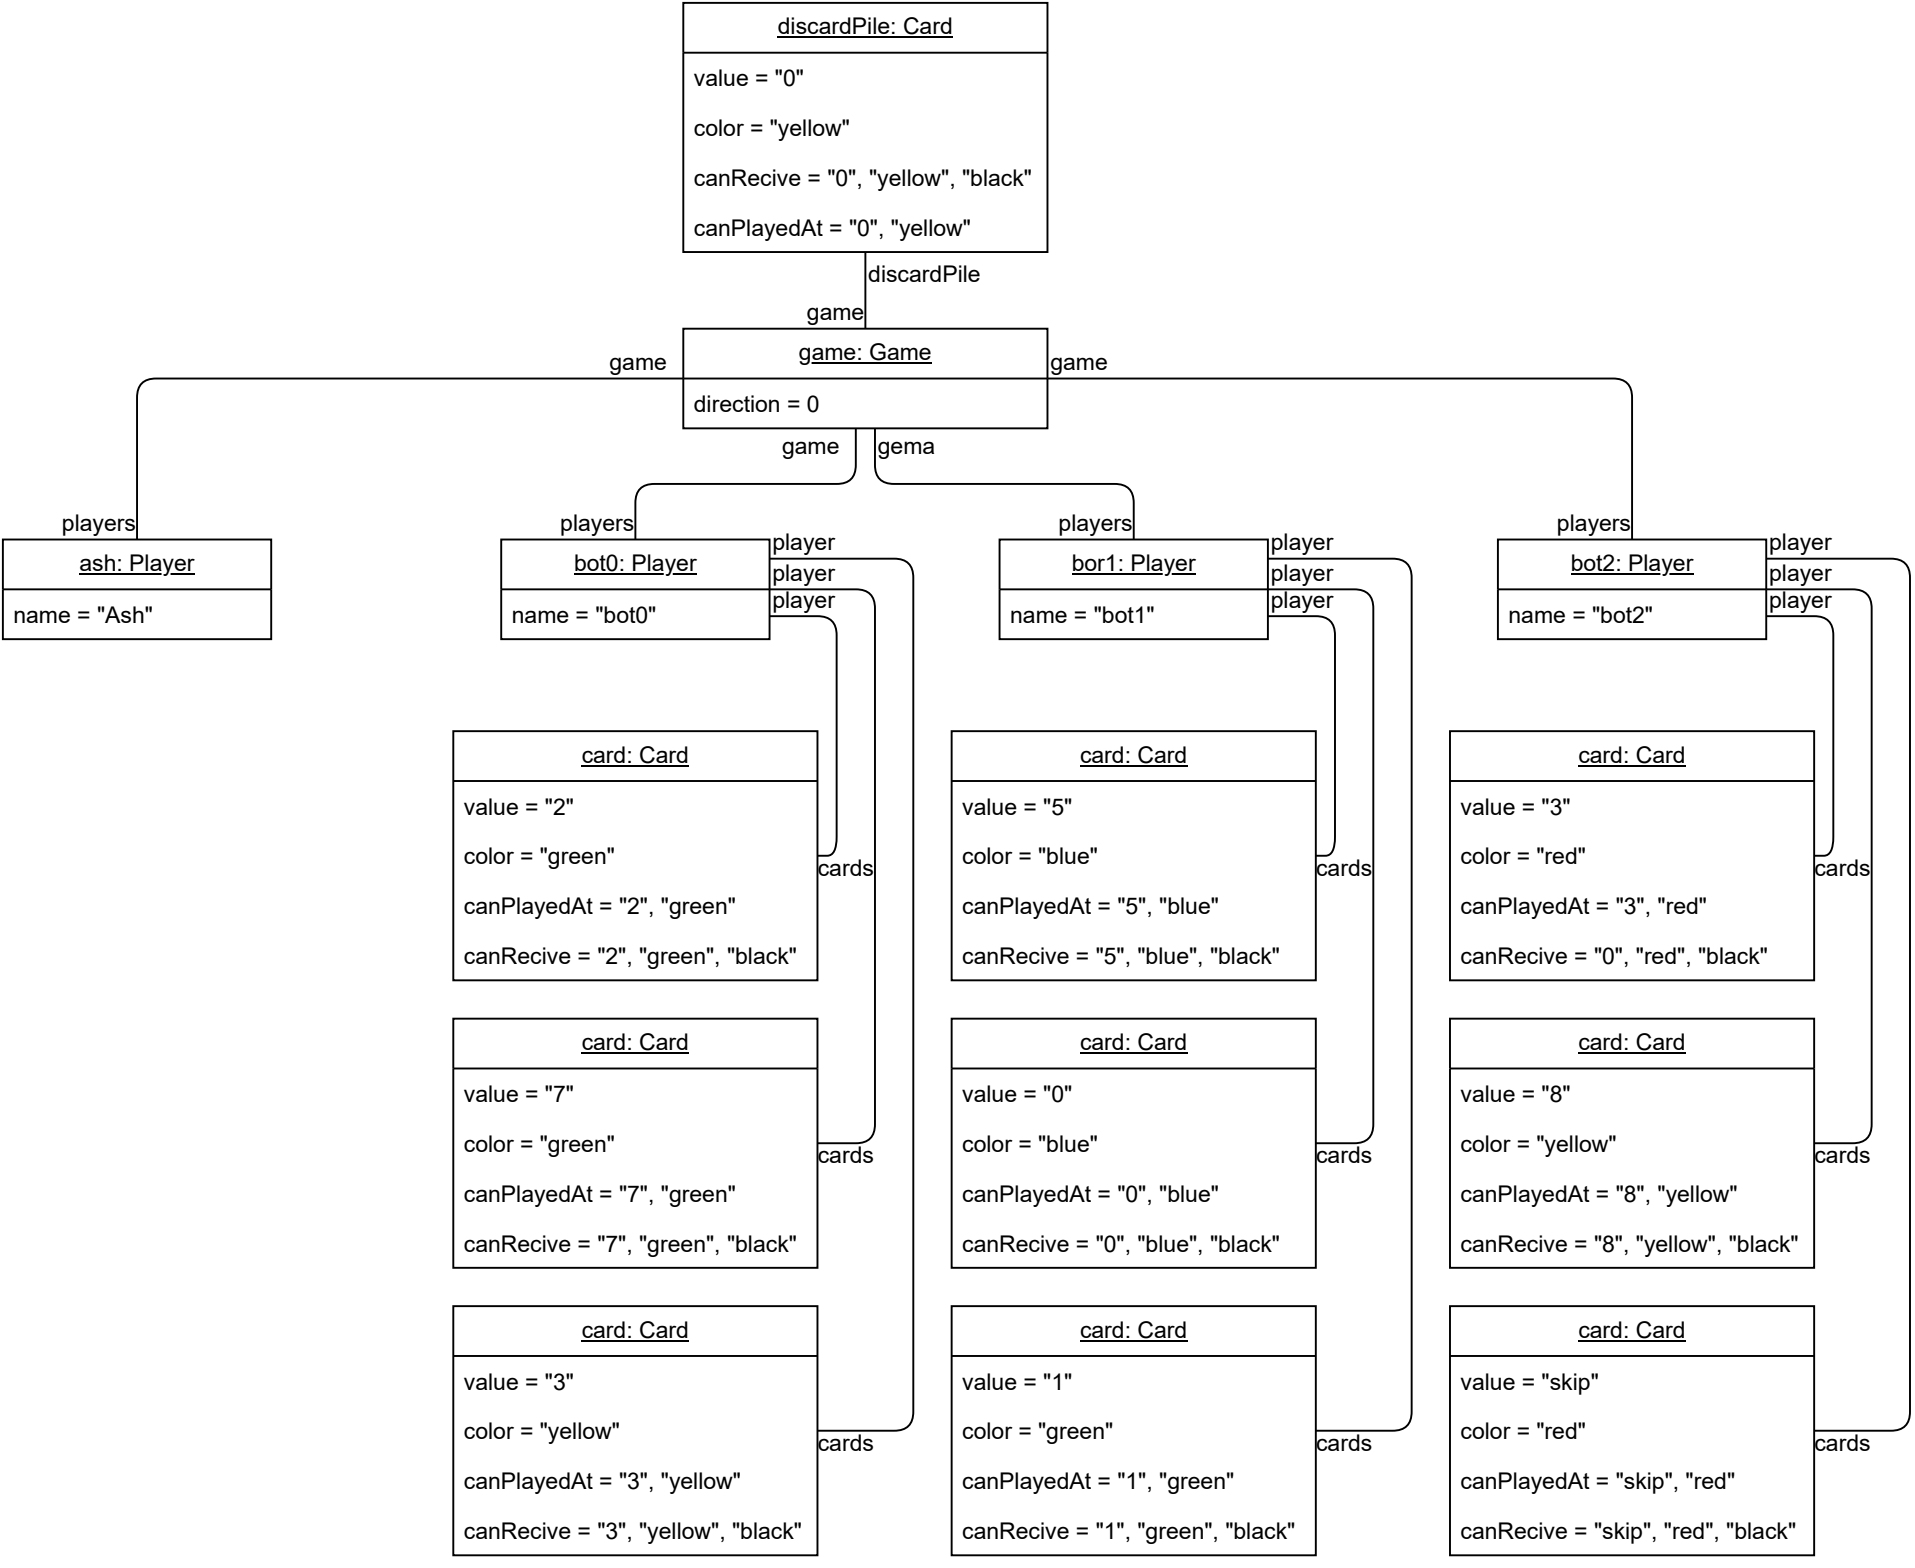 discardPile: Card
value = "0"
color = "yellow"
canRecive = "0", "yellow", "black"
canPlayedAt = "0", "yellow"
discardPile
game
game: Game
direction = 0
game
game
game
gema
players
ash: Player
name = "Ash"
players
bot0: Player
name = "bot0"
player
player
player
players
bor1: Player
name = "bot1"
player
player
player
players
bot2: Player
name = "bot2"
player
player
player
card: Card
value = "2"
color = "green"
canPlayedAt = "2", "green"
canRecive = "2", "green", "black"
cards
card: Card
value = "5"
color = "blue"
canPlayedAt = "5", "blue"
canRecive = "5", "blue", "black"
cards
card: Card
value = "3"
color = "red"
canPlayedAt = "3", "red"
canRecive = "0", "red", "black"
cards
card: Card
value = "7"
color = "green"
canPlayedAt = "7", "green"
canRecive = "7", "green", "black"
cards
card: Card
value = "0"
color = "blue"
canPlayedAt = "0", "blue"
canRecive = "0", "blue", "black"
cards
card: Card
value = "8"
color = "yellow"
canPlayedAt = "8", "yellow"
canRecive = "8", "yellow", "black"
cards
card: Card
value = "3"
color = "yellow"
canPlayedAt = "3", "yellow"
canRecive = "3", "yellow", "black"
cards
card: Card
value = "1"
color = "green"
canPlayedAt = "1", "green"
canRecive = "1", "green", "black"
cards
card: Card
value = "skip"
color = "red"
canPlayedAt = "skip", "red"
canRecive = "skip", "red", "black"
cards